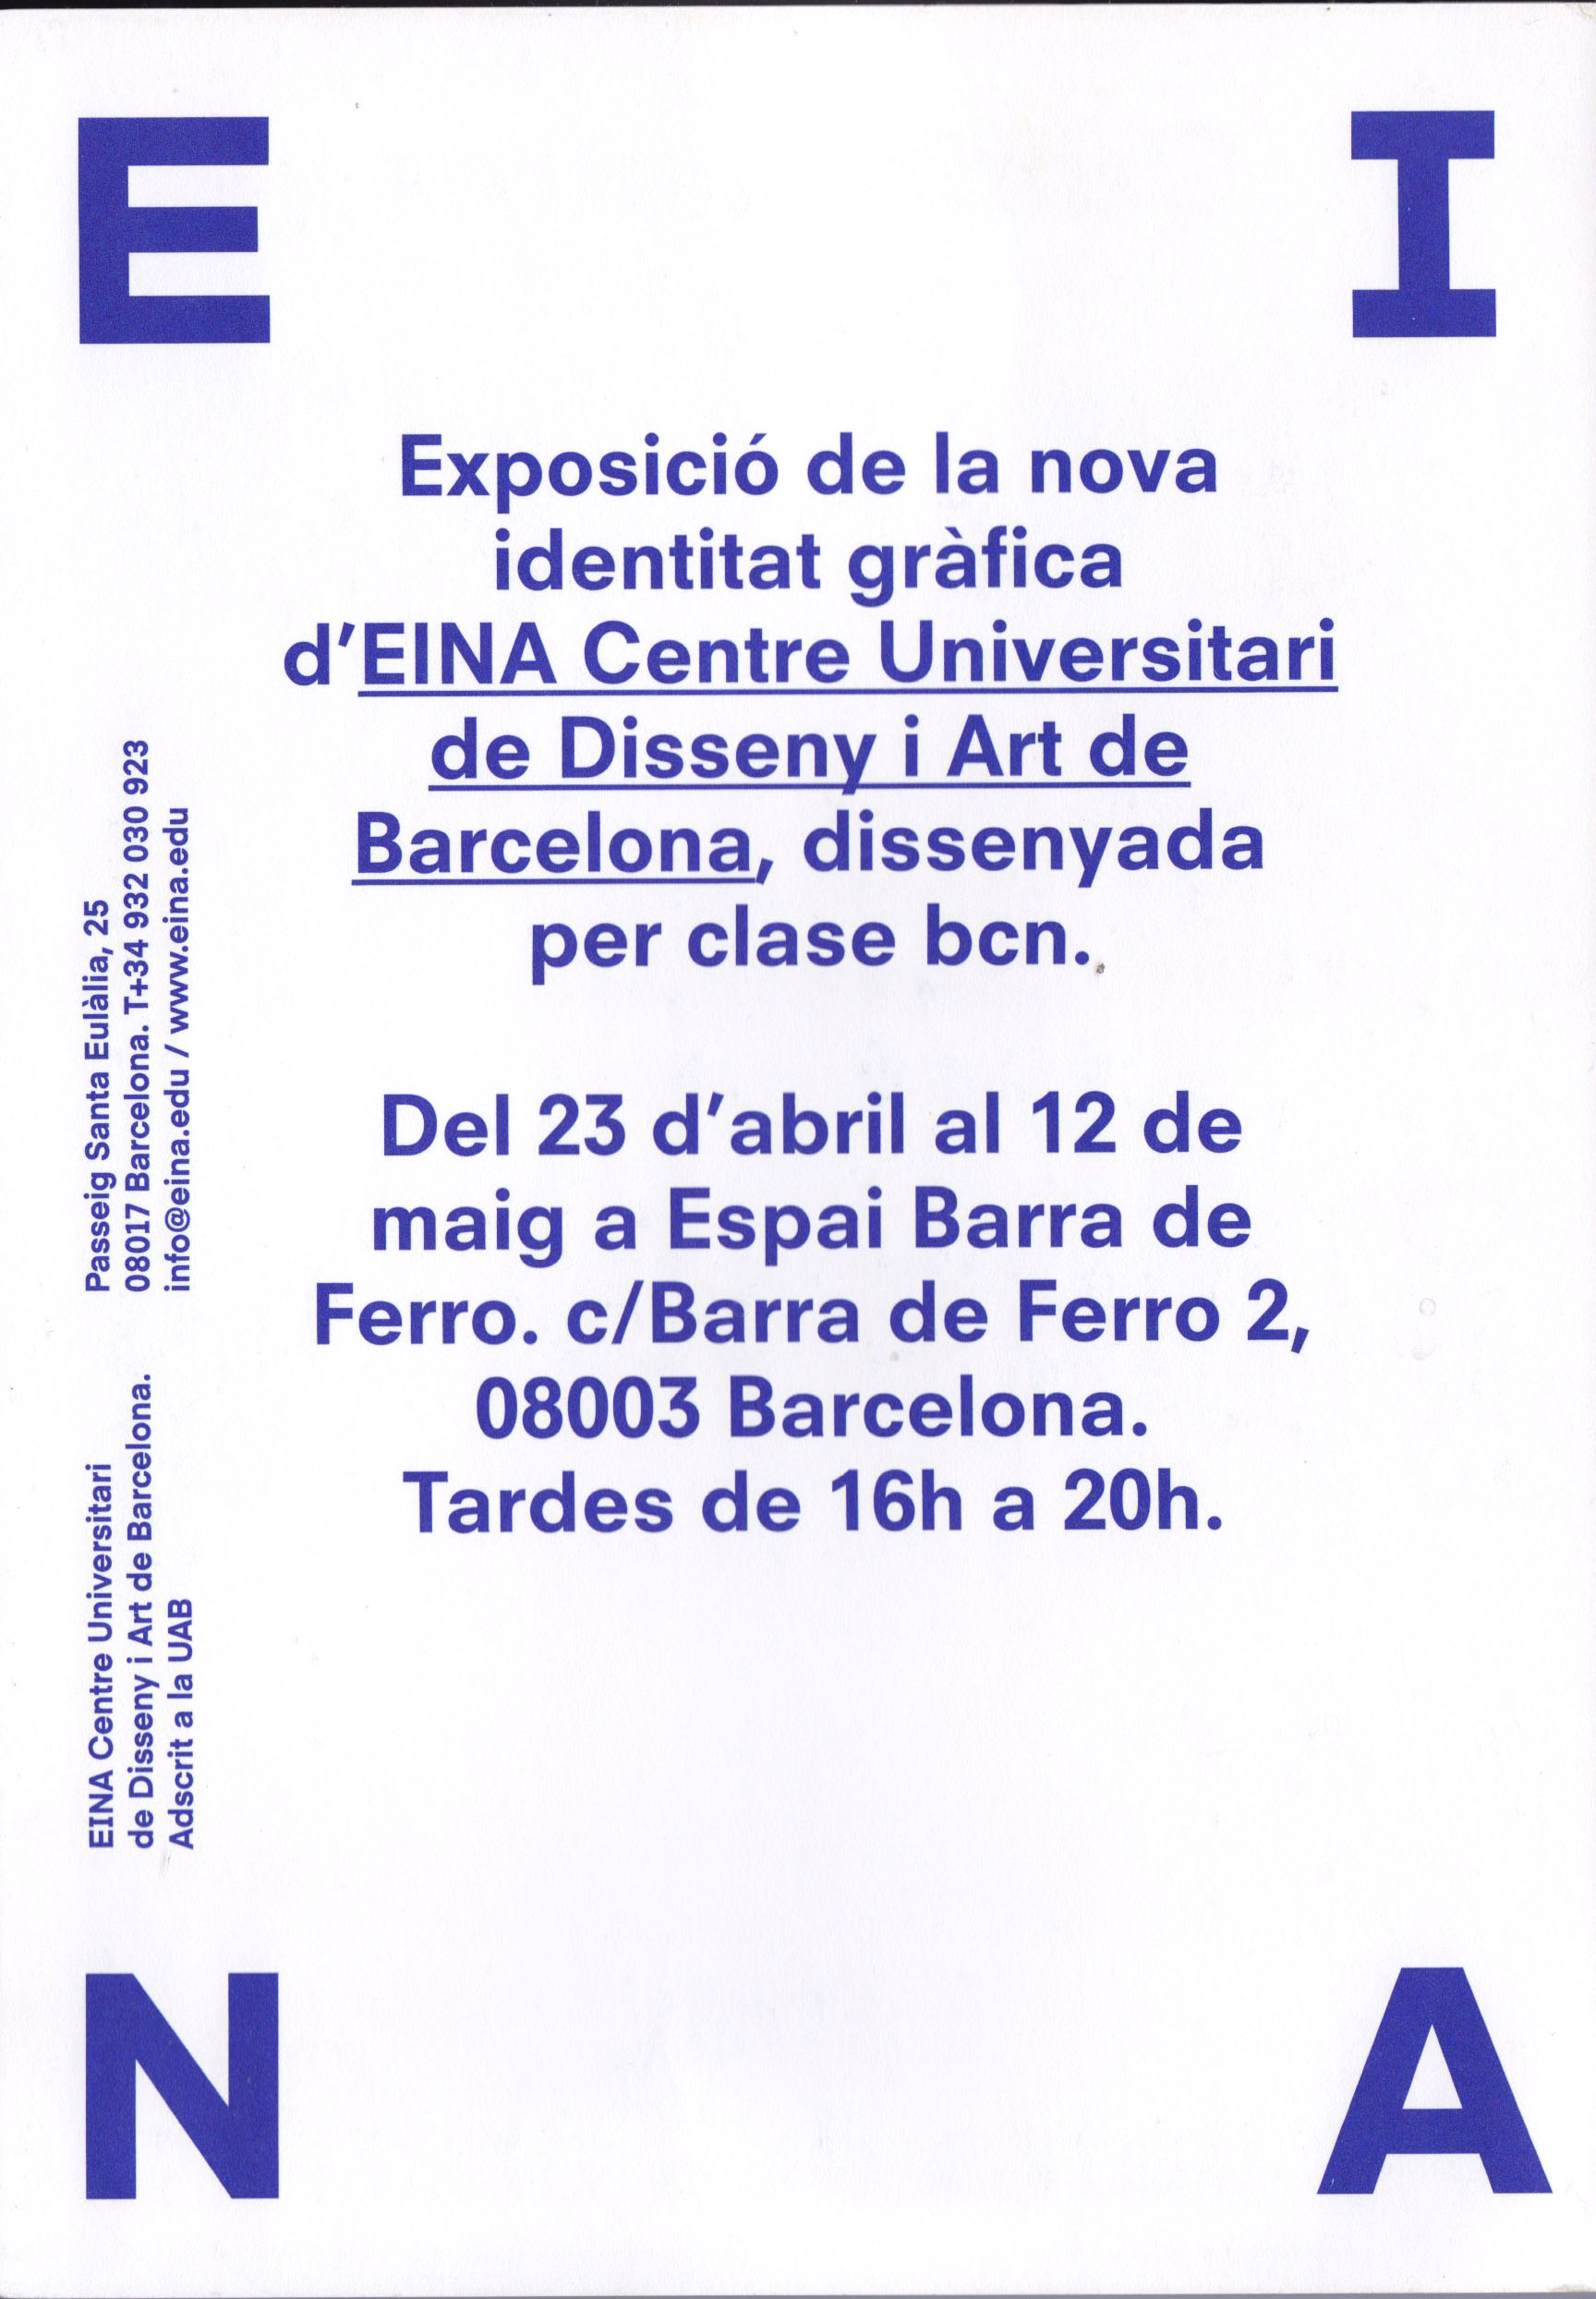 E I
Exposició de la nova
identitat gràfica
d'EINA Centre Universitari
de Disseny i Art de
Barcelona, dissenyada
per clase bcn.
Del 23 d'abril al 12 de
maig a Espai Barra de
Ferro. c/Barra de Ferro 2,
08003 Barcelona.
Tardes de 16h a 20h.
Passeig Santa Eulàlia, 25
08017 Barcelona. T+34 932 030 923
info@eina.edu / www.eina.edu
EINA Centre Universitari
de Disseny i Art de Barcelona.
Adscrit a la UAB
N A